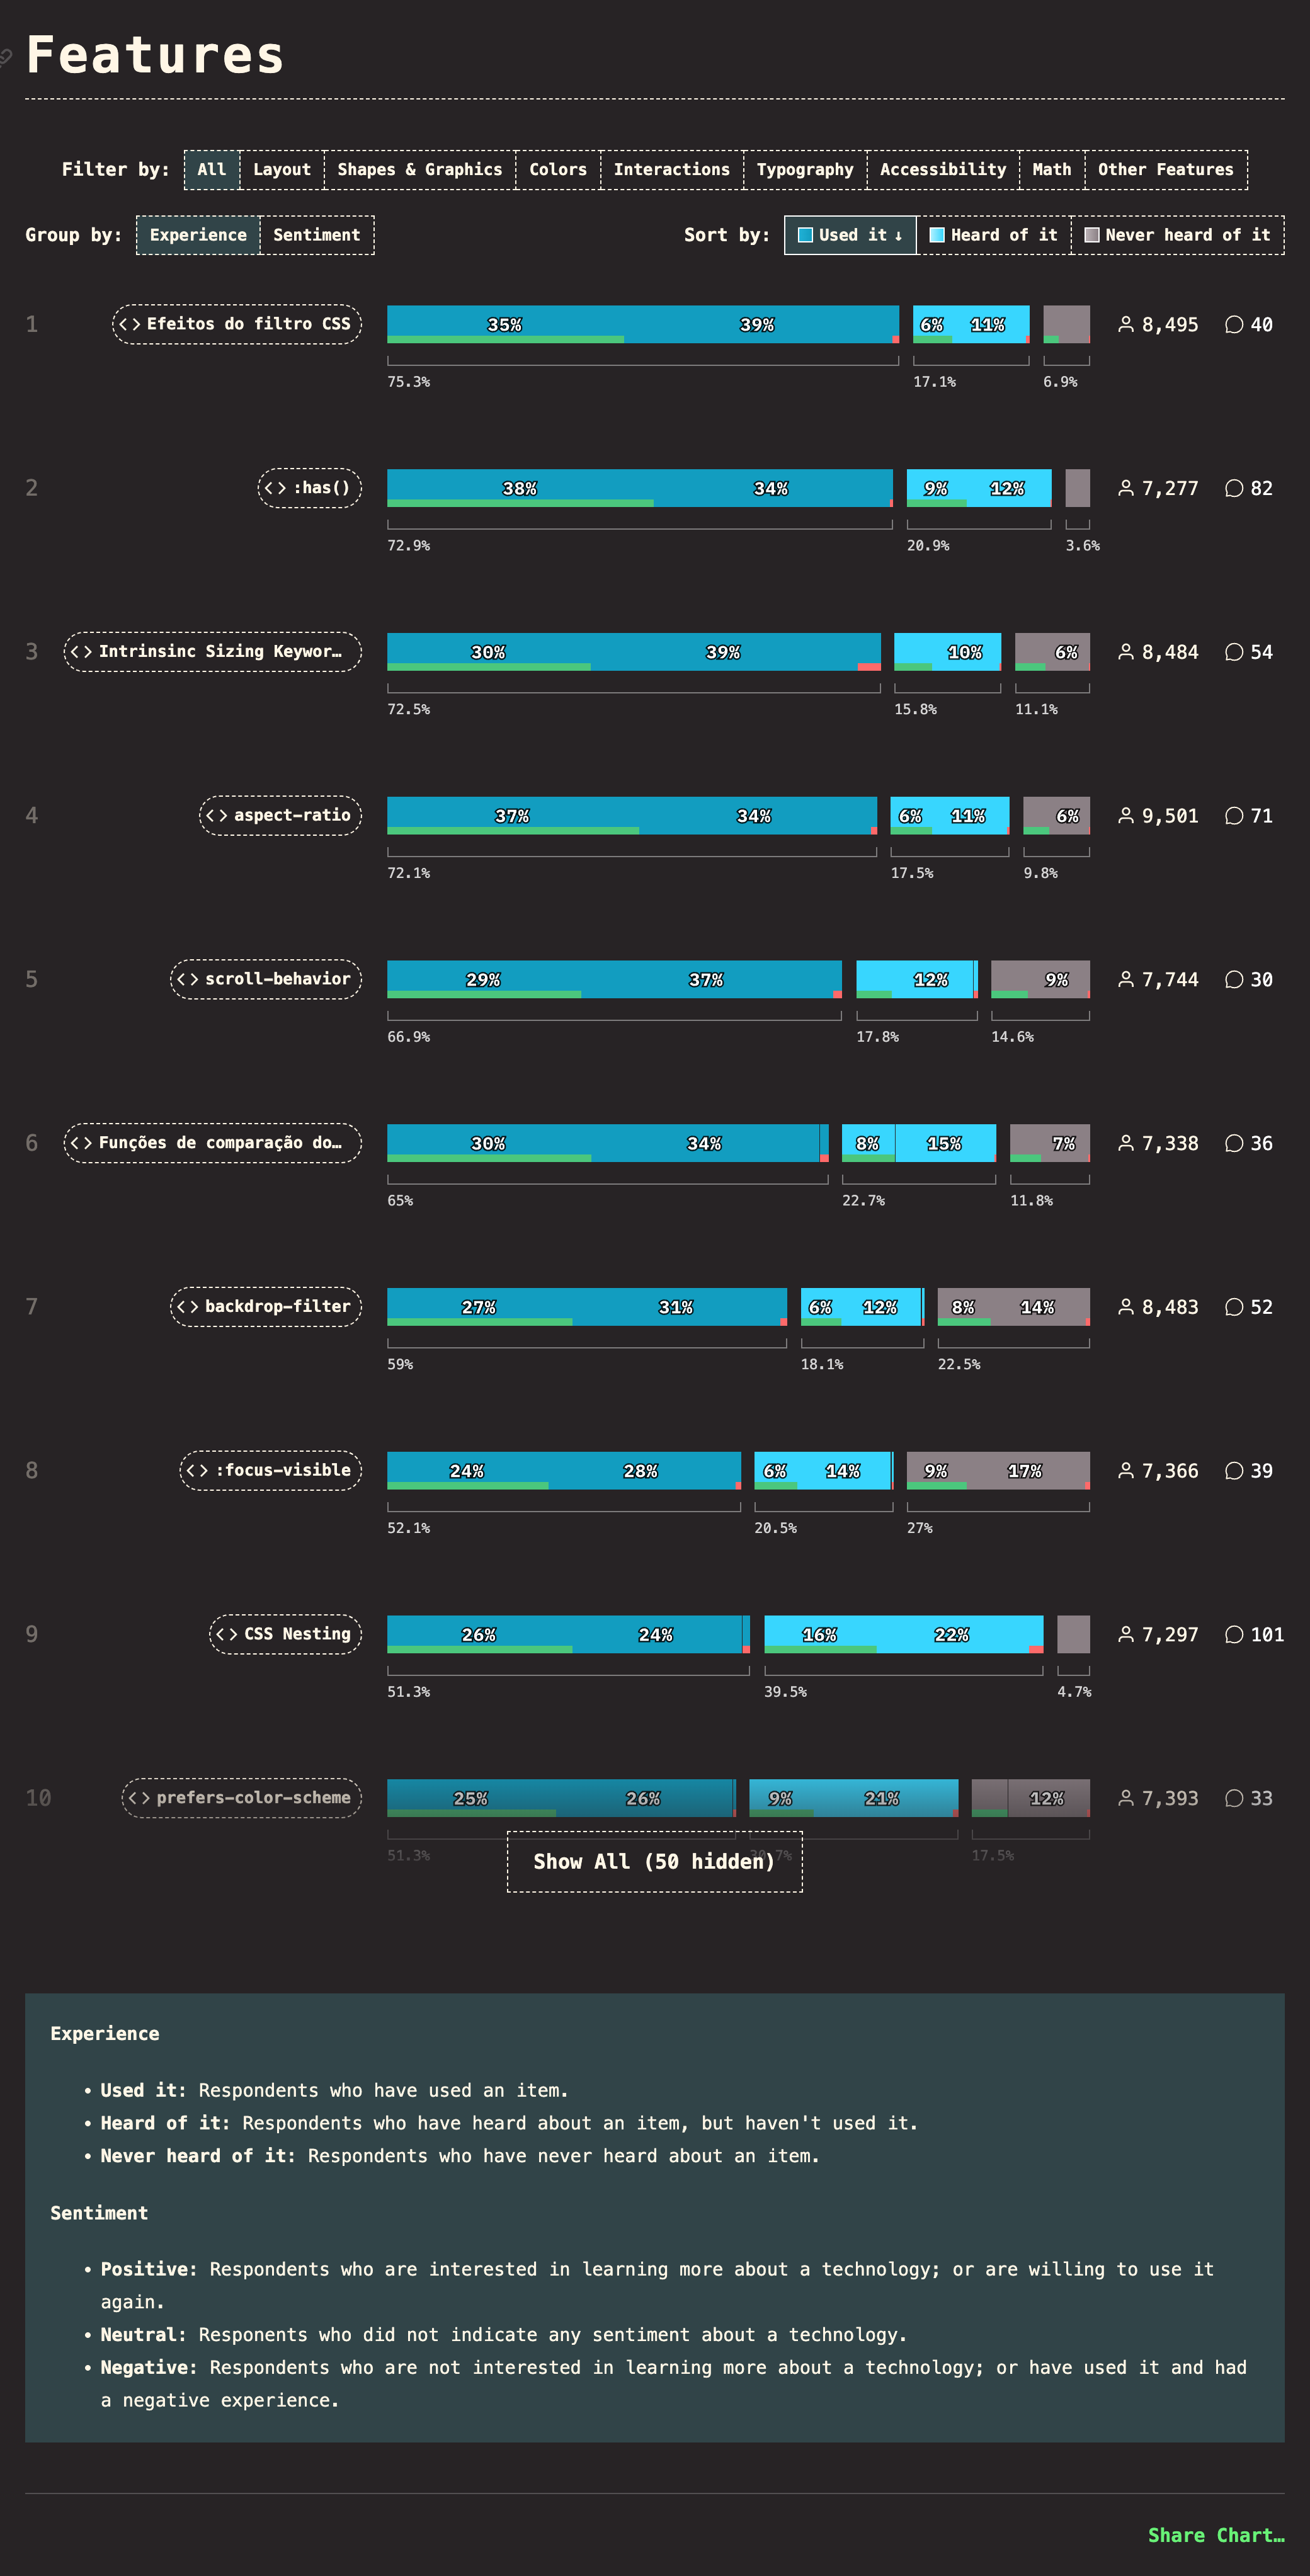 Features
Filter by: All Layout Shapes & Graphics Colors Interactions Typography Accessibility Math Other Features
Group by: Experience Sentiment Sort by: Used it ↓ Heard of it Never heard of it
1 <> Efeitos do filtro CSS 35% 39% 6% 11% 8,495 40
75.3% 17.1% 6.9%
2 <> :has() 38% 34% 9% 12% 7,277 82
72.9% 20.9% 3.6%
3 <> Intrinsinc Sizing Keywor… 30% 39% 10% 6% 8,484 54
72.5% 15.8% 11.1%
4 <> aspect-ratio 37% 34% 6% 11% 6% 9,501 71
72.1% 17.5% 9.8%
5 <> scroll-behavior 29% 37% 12% 9% 7,744 30
66.9% 17.8% 14.6%
6 <> Funções de comparação do… 30% 34% 8% 15% 7% 7,338 36
65% 22.7% 11.8%
7 <> backdrop-filter 27% 31% 6% 12% 8% 14% 8,483 52
59% 18.1% 22.5%
8 <> :focus-visible 24% 28% 6% 14% 9% 17% 7,366 39
52.1% 20.5% 27%
9 <> CSS Nesting 26% 24% 16% 22% 7,297 101
51.3% 39.5% 4.7%
10 <> prefers-color-scheme 25% 26% 9% 21% 12% 7,393 33
51.3% 17.5%
Show All (50 hidden)
Experience
• Used it: Respondents who have used an item.
• Heard of it: Respondents who have heard about an item, but haven't used it.
• Never heard of it: Respondents who have never heard about an item.
Sentiment
• Positive: Respondents who are interested in learning more about a technology; or are willing to use it
again.
• Neutral: Responents who did not indicate any sentiment about a technology.
• Negative: Respondents who are not interested in learning more about a technology; or have used it and had
a negative experience.
Share Chart…